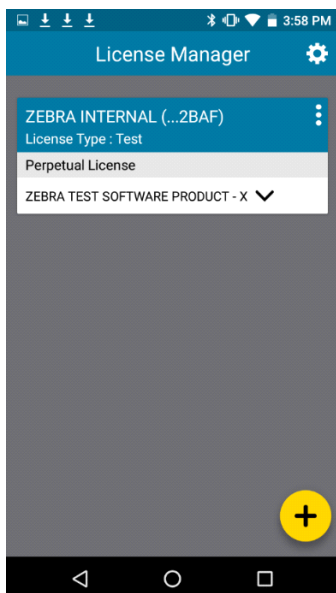 3:58 PM
License Manager
ZEBRA INTERNAL (...2BAF)
License Type : Test
Perpetual License
ZEBRA TEST SOFTWARE PRODUCT - X